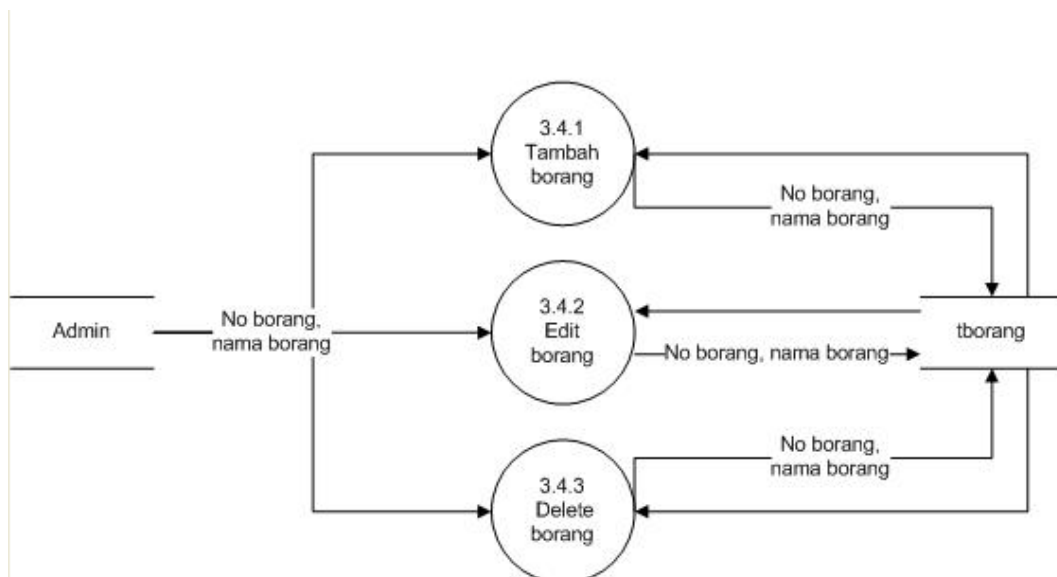 3.4.1
Tambah
borang
No borang,
nama borang
Admin
No borang,
nama borang
3.4.2
Edit
borang
No borang, nama borang
tborang
No borang,
nama borang
3.4.3
Delete
borang